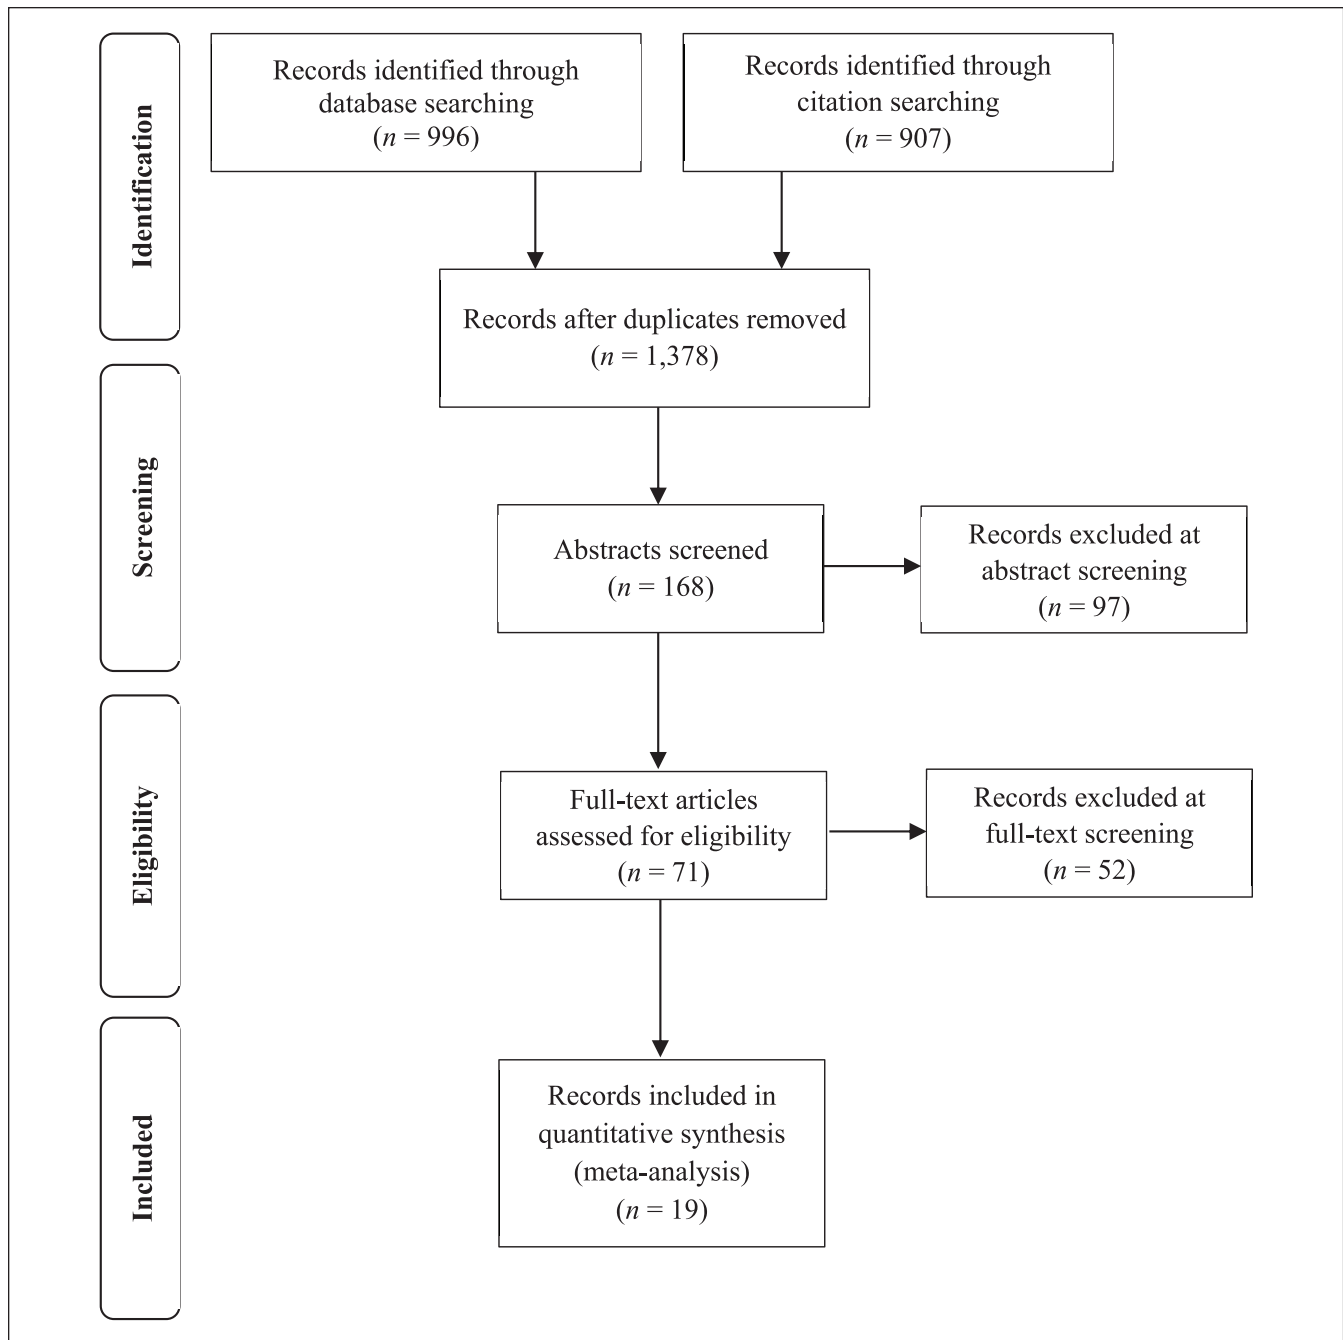 Identification
Records identified through
database searching
(n = 996)
Records identified through
citation searching
(n = 907)
Records after duplicates removed
(n = 1,378)
Screening
Abstracts screened
(n = 168)
Records excluded at
abstract screening
(n = 97)
Eligibility
Full-text articles
assessed for eligibility
(n = 71)
Records excluded at
full-text screening
(n = 52)
Included
Records included in
quantitative synthesis
(meta-analysis)
(n = 19)